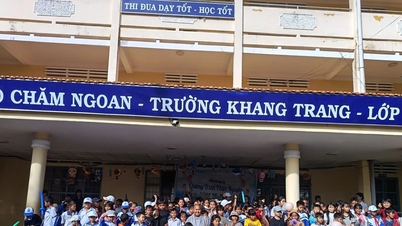 THI ĐUA DẠY TỐT - HỌC TỐT
Ò CHĂM NGOAN - TRƯỜNG KHANG TRANG - LỚP